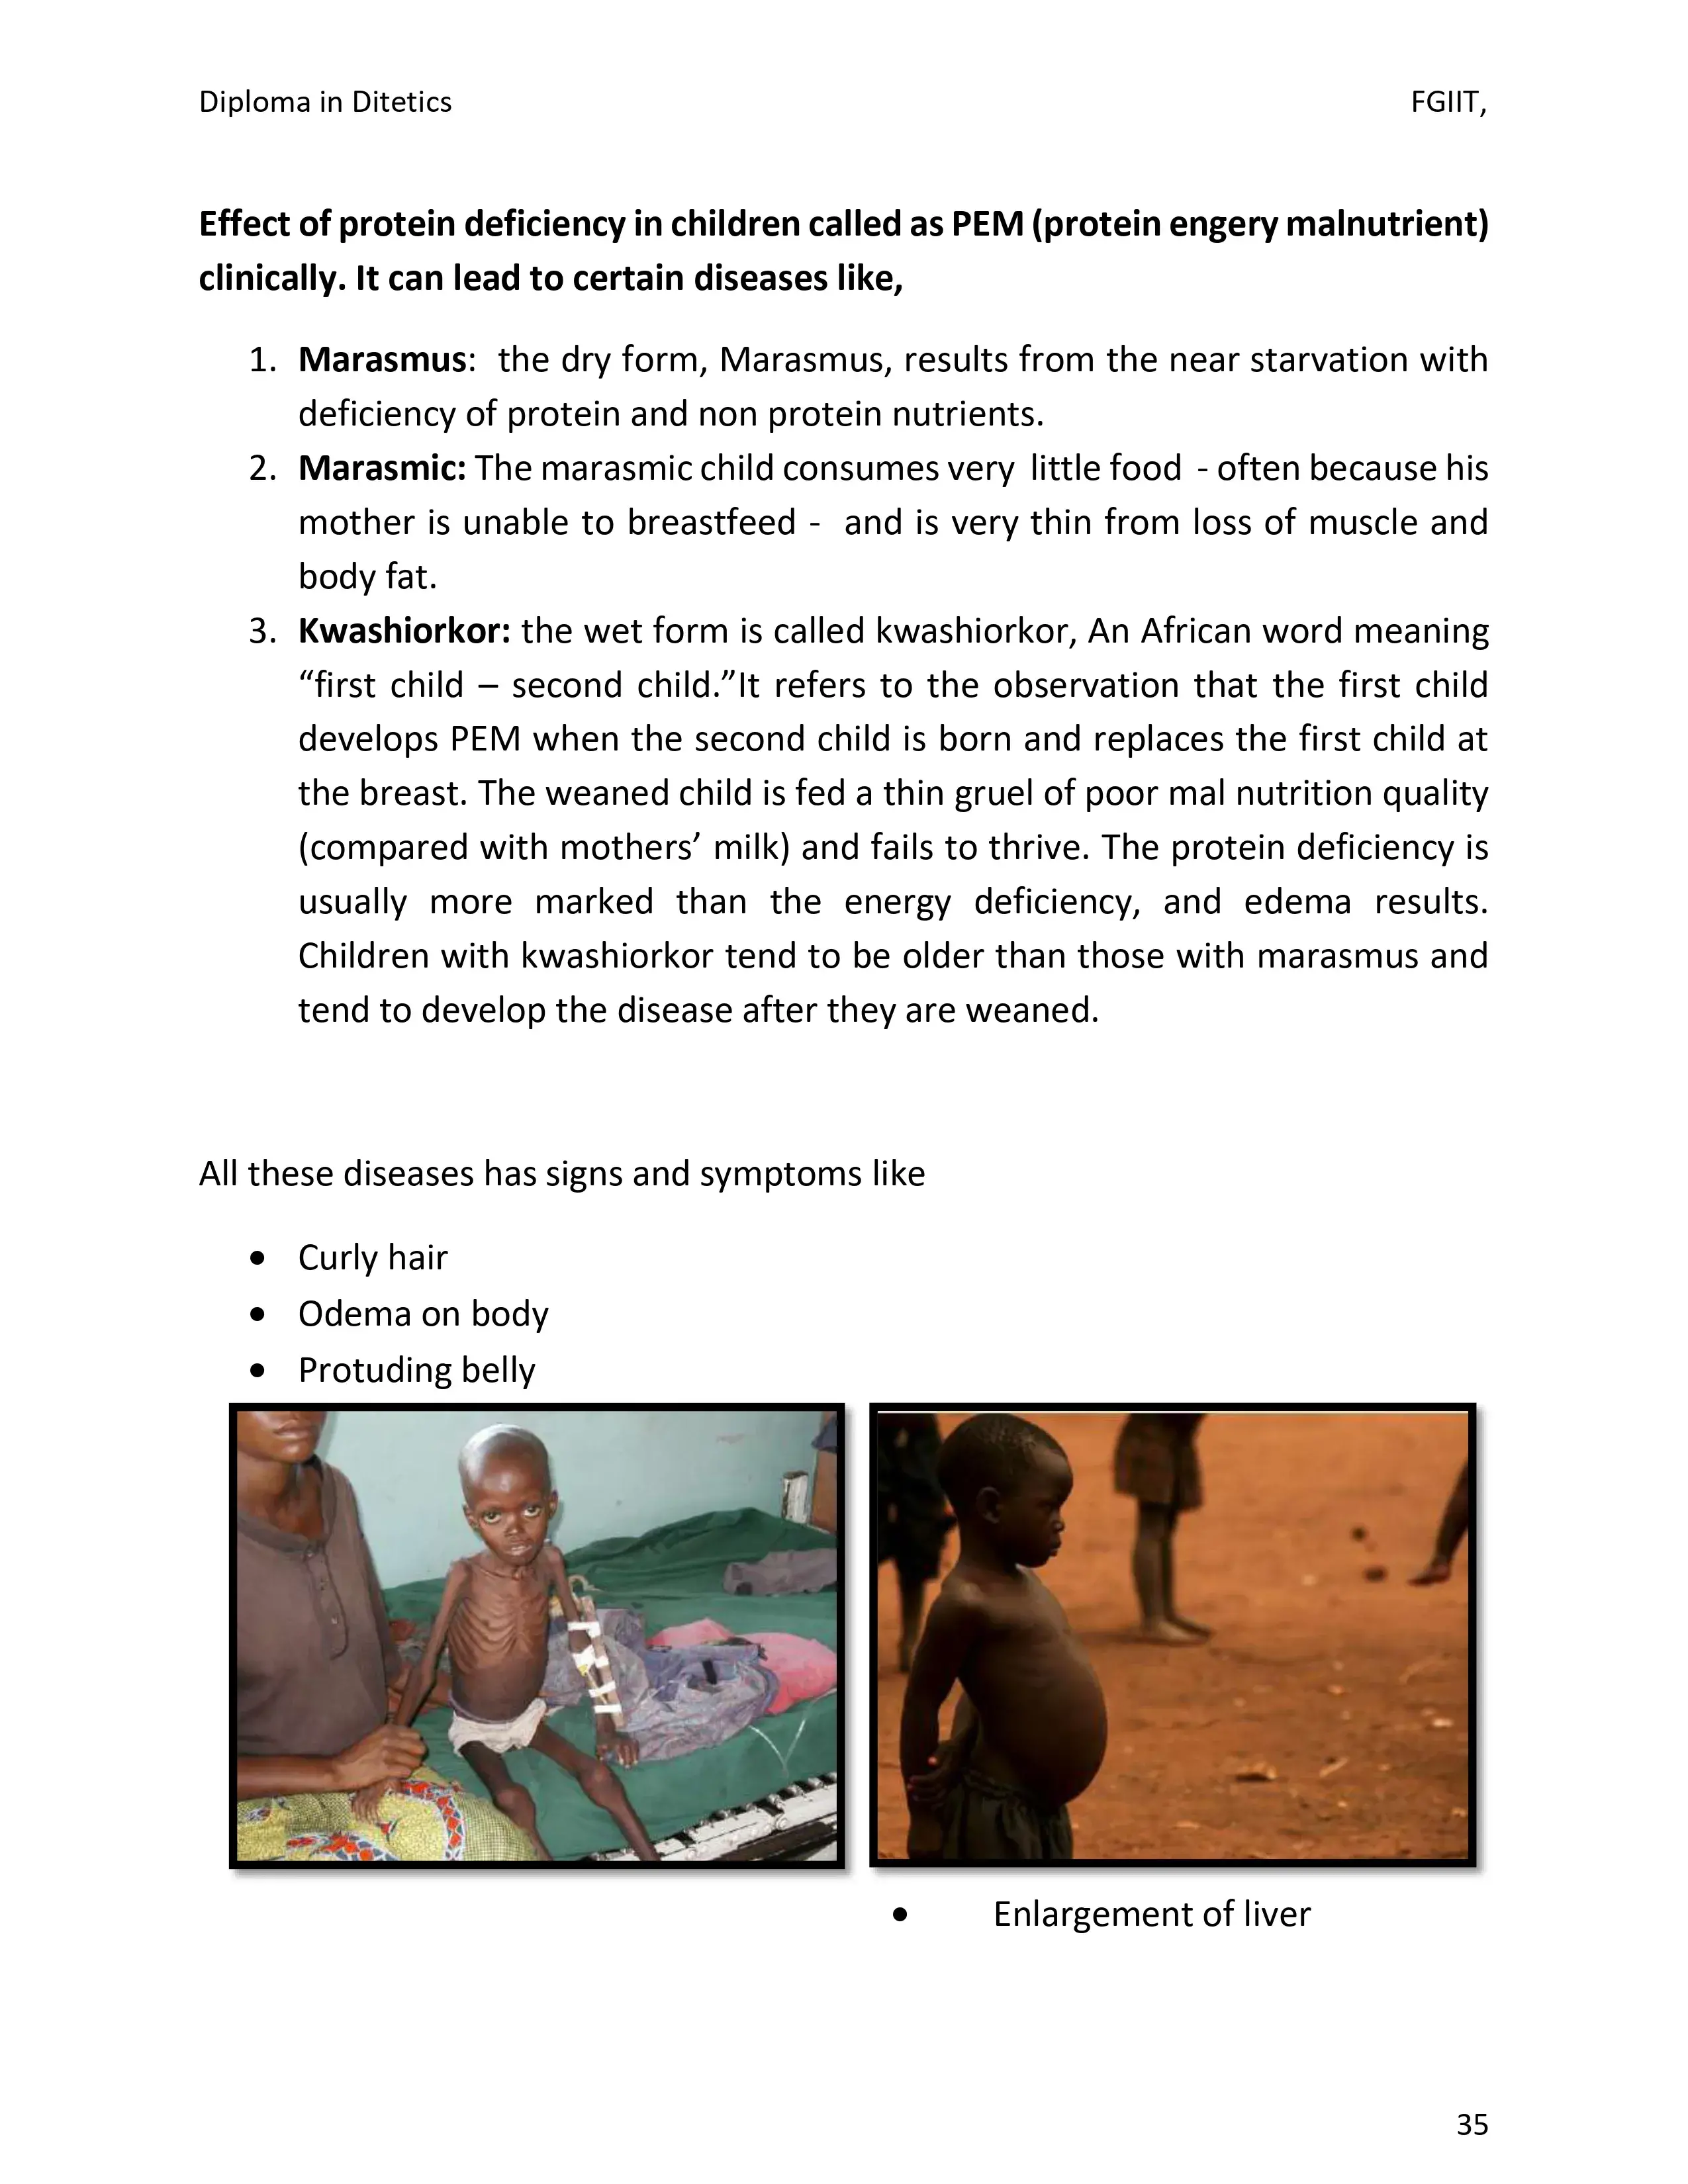 Diploma in Ditetics FGIIT,
Effect of protein deficiency in children called as PEM (protein engery malnutrient)
clinically. It can lead to certain diseases like,
1. Marasmus: the dry form, Marasmus, results from the near starvation with
deficiency of protein and non protein nutrients.
2. Marasmic: The marasmic child consumes very little food - often because his
mother is unable to breastfeed - and is very thin from loss of muscle and
body fat.
3. Kwashiorkor: the wet form is called kwashiorkor, An African word meaning
“first child – second child.”It refers to the observation that the first child
develops PEM when the second child is born and replaces the first child at
the breast. The weaned child is fed a thin gruel of poor mal nutrition quality
(compared with mothers’ milk) and fails to thrive. The protein deficiency is
usually more marked than the energy deficiency, and edema results.
Children with kwashiorkor tend to be older than those with marasmus and
tend to develop the disease after they are weaned.
All these diseases has signs and symptoms like
• Curly hair
• Odema on body
• Protuding belly
• Enlargement of liver
35